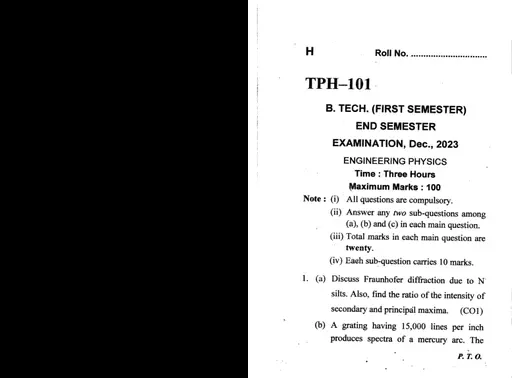 H Roll No. ................................
TPH–101
B. TECH. (FIRST SEMESTER)
END SEMESTER
EXAMINATION, Dec., 2023
ENGINEERING PHYSICS
Time : Three Hours
Maximum Marks : 100
Note : (i) All questions are compulsory.
(ii) Answer any two sub-questions among
(a), (b) and (c) in each main question.
(iii) Total marks in each main question are
twenty.
(iv) Each sub-question carries 10 marks.
1. (a) Discuss Fraunhofer diffraction due to N
silts. Also, find the ratio of the intensity of
secondary and principal maxima. (CO1)
(b) A grating having 15,000 lines per inch
produces spectra of a mercury arc. The
P. T. O.